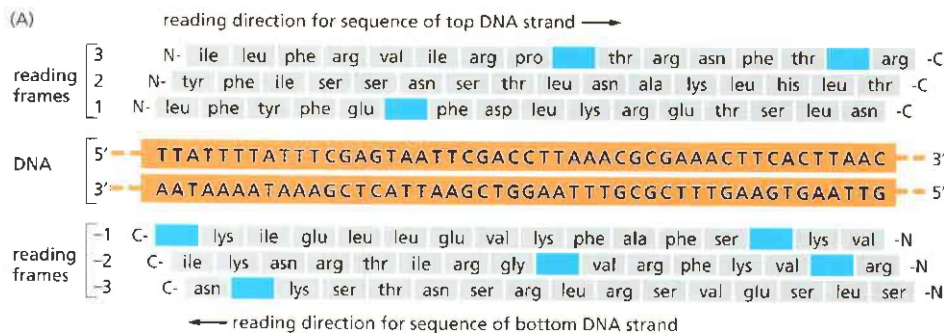 (A)
reading direction for sequence of top DNA strand
reading frames
3 N- ile leu phe arg val ile arg pro thr arg asn phe thr arg -C
2 N- tyr phe ile ser ser asn ser thr leu asn ala lys leu his leu thr -C
1 N- leu phe tyr phe glu phe asp leu lys arg glu thr ser leu asn -C
DNA
5′ TTATTTTATTTCGAGTAATTCGACCTTAAACGCGAAACTTCACTTAAC 3′
3′ AATAAAATAAAGCTCATTAAGCTGGAATTTGCGCTTTGAAGTGAATTG 5′
reading frames
–1 C- lys ile glu leu leu glu val lys phe ala phe ser lys val -N
–2 C- ile lys asn arg thr ile arg gly val arg phe lys val arg -N
–3 C- asn lys ser thr asn ser arg leu arg ser val glu ser leu ser -N
reading direction for sequence of bottom DNA strand